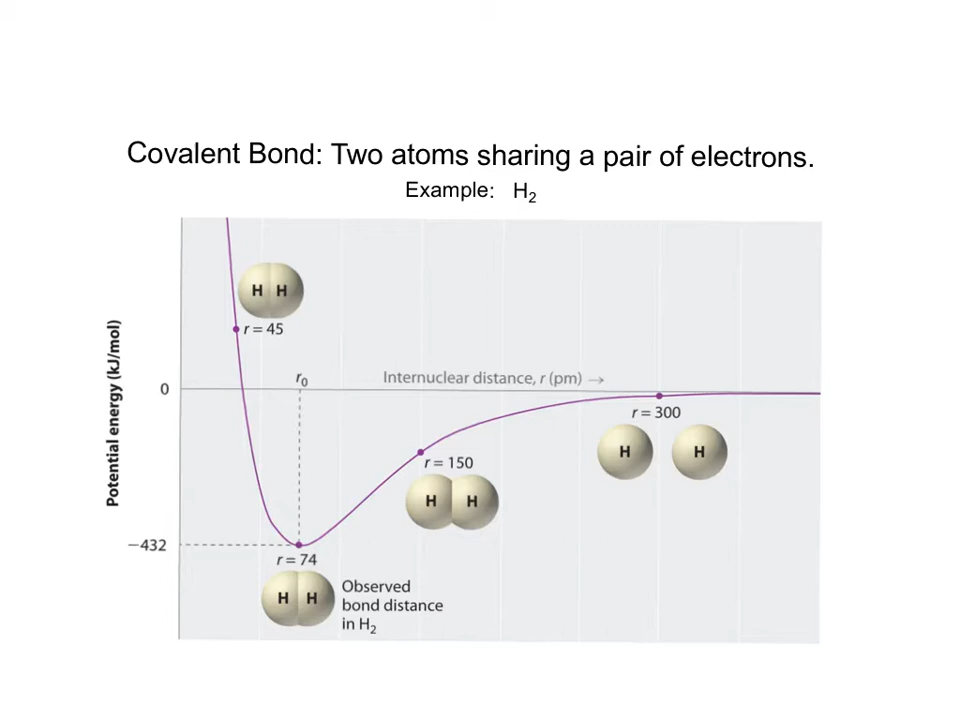 Covalent Bond: Two atoms sharing a pair of electrons.
Example: H₂
H H
r = 45
r₀
Internuclear distance, r (pm) →
0
Potential energy (kJ/mol)
r = 300
H H
r = 150
H H
−432
r = 74
H H
Observed
bond distance
in H₂